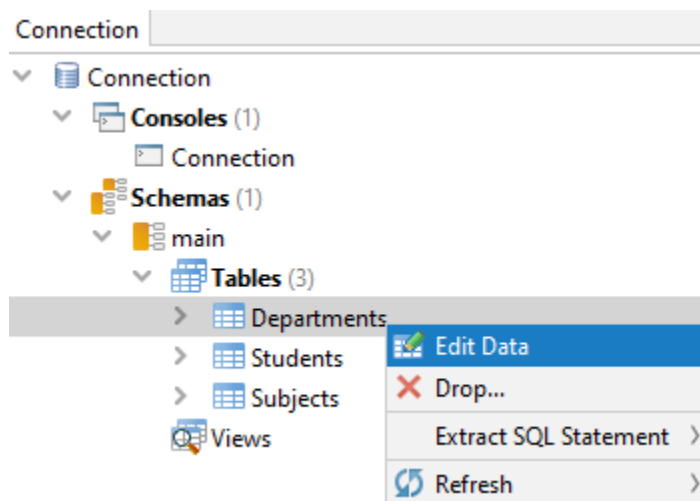 Connection
Connection
Consoles (1)
Connection
Schemas (1)
main
Tables (3)
Departments
Edit Data
Students
Drop...
Subjects
Extract SQL Statement
Views
Refresh